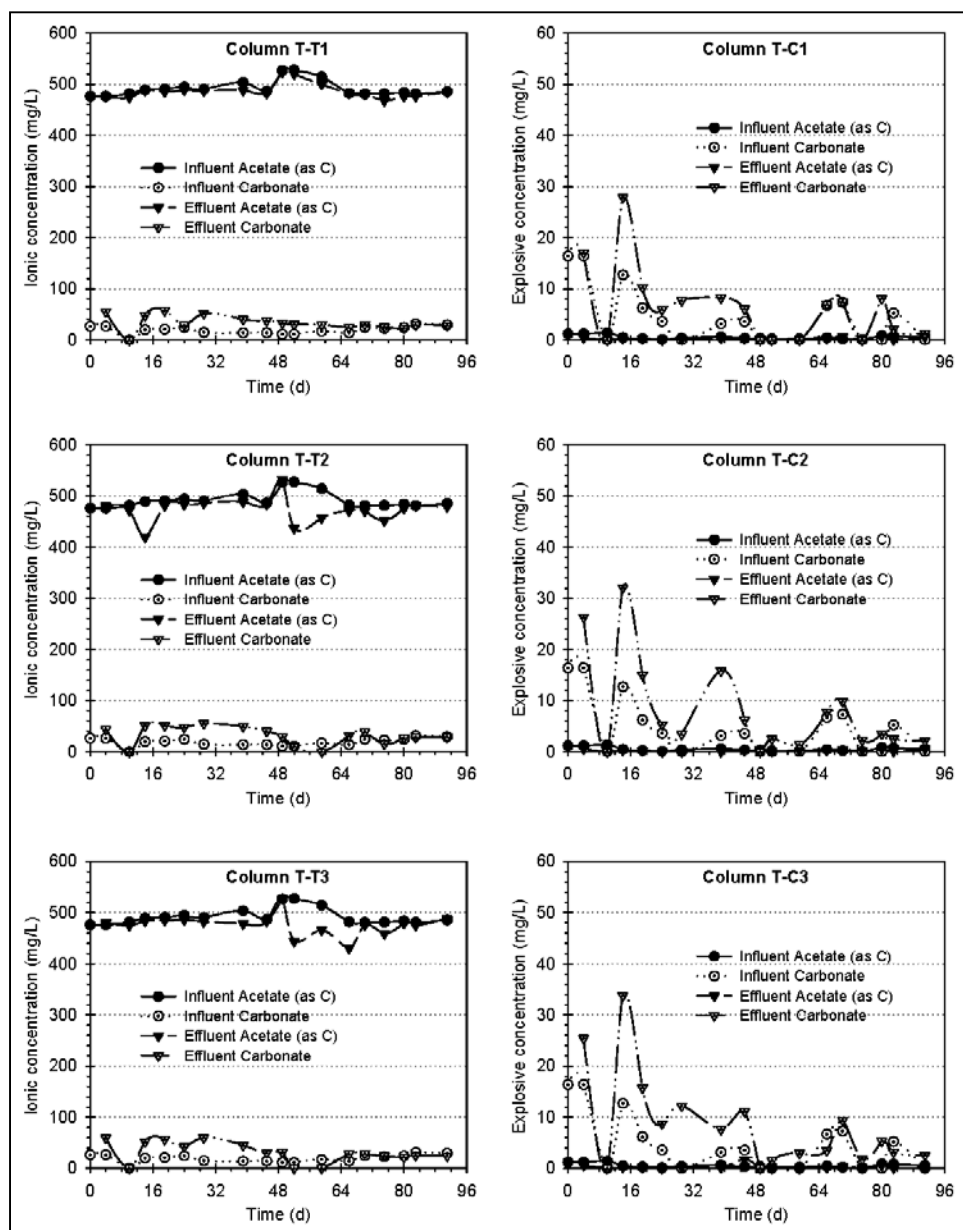 Column T-T1
Ionic concentration (mg/L)
600
500
400
300
200
100
0
Influent Acetate (as C)
Influent Carbonate
Effluent Acetate (as C)
Effluent Carbonate
0 16 32 48 64 80 96
Time (d)
Column T-C1
Explosive concentration (mg/L)
60
50
40
30
20
10
0
Influent Acetate (as C)
Influent Carbonate
Effluent Acetate (as C)
Effluent Carbonate
0 16 32 48 64 80 96
Time (d)
Column T-T2
Ionic concentration (mg/L)
600
500
400
300
200
100
0
Influent Acetate (as C)
Influent Carbonate
Effluent Acetate (as C)
Effluent Carbonate
0 16 32 48 64 80 96
Time (d)
Column T-C2
Explosive concentration (mg/L)
60
50
40
30
20
10
0
Influent Acetate (as C)
Influent Carbonate
Effluent Acetate (as C)
Effluent Carbonate
0 16 32 48 64 80 96
Time (d)
Column T-T3
Ionic concentration (mg/L)
600
500
400
300
200
100
0
Influent Acetate (as C)
Influent Carbonate
Effluent Acetate (as C)
Effluent Carbonate
0 16 32 48 64 80 96
Time (d)
Column T-C3
Explosive concentration (mg/L)
60
50
40
30
20
10
0
Influent Acetate (as C)
Influent Carbonate
Effluent Acetate (as C)
Effluent Carbonate
0 16 32 48 64 80 96
Time (d)